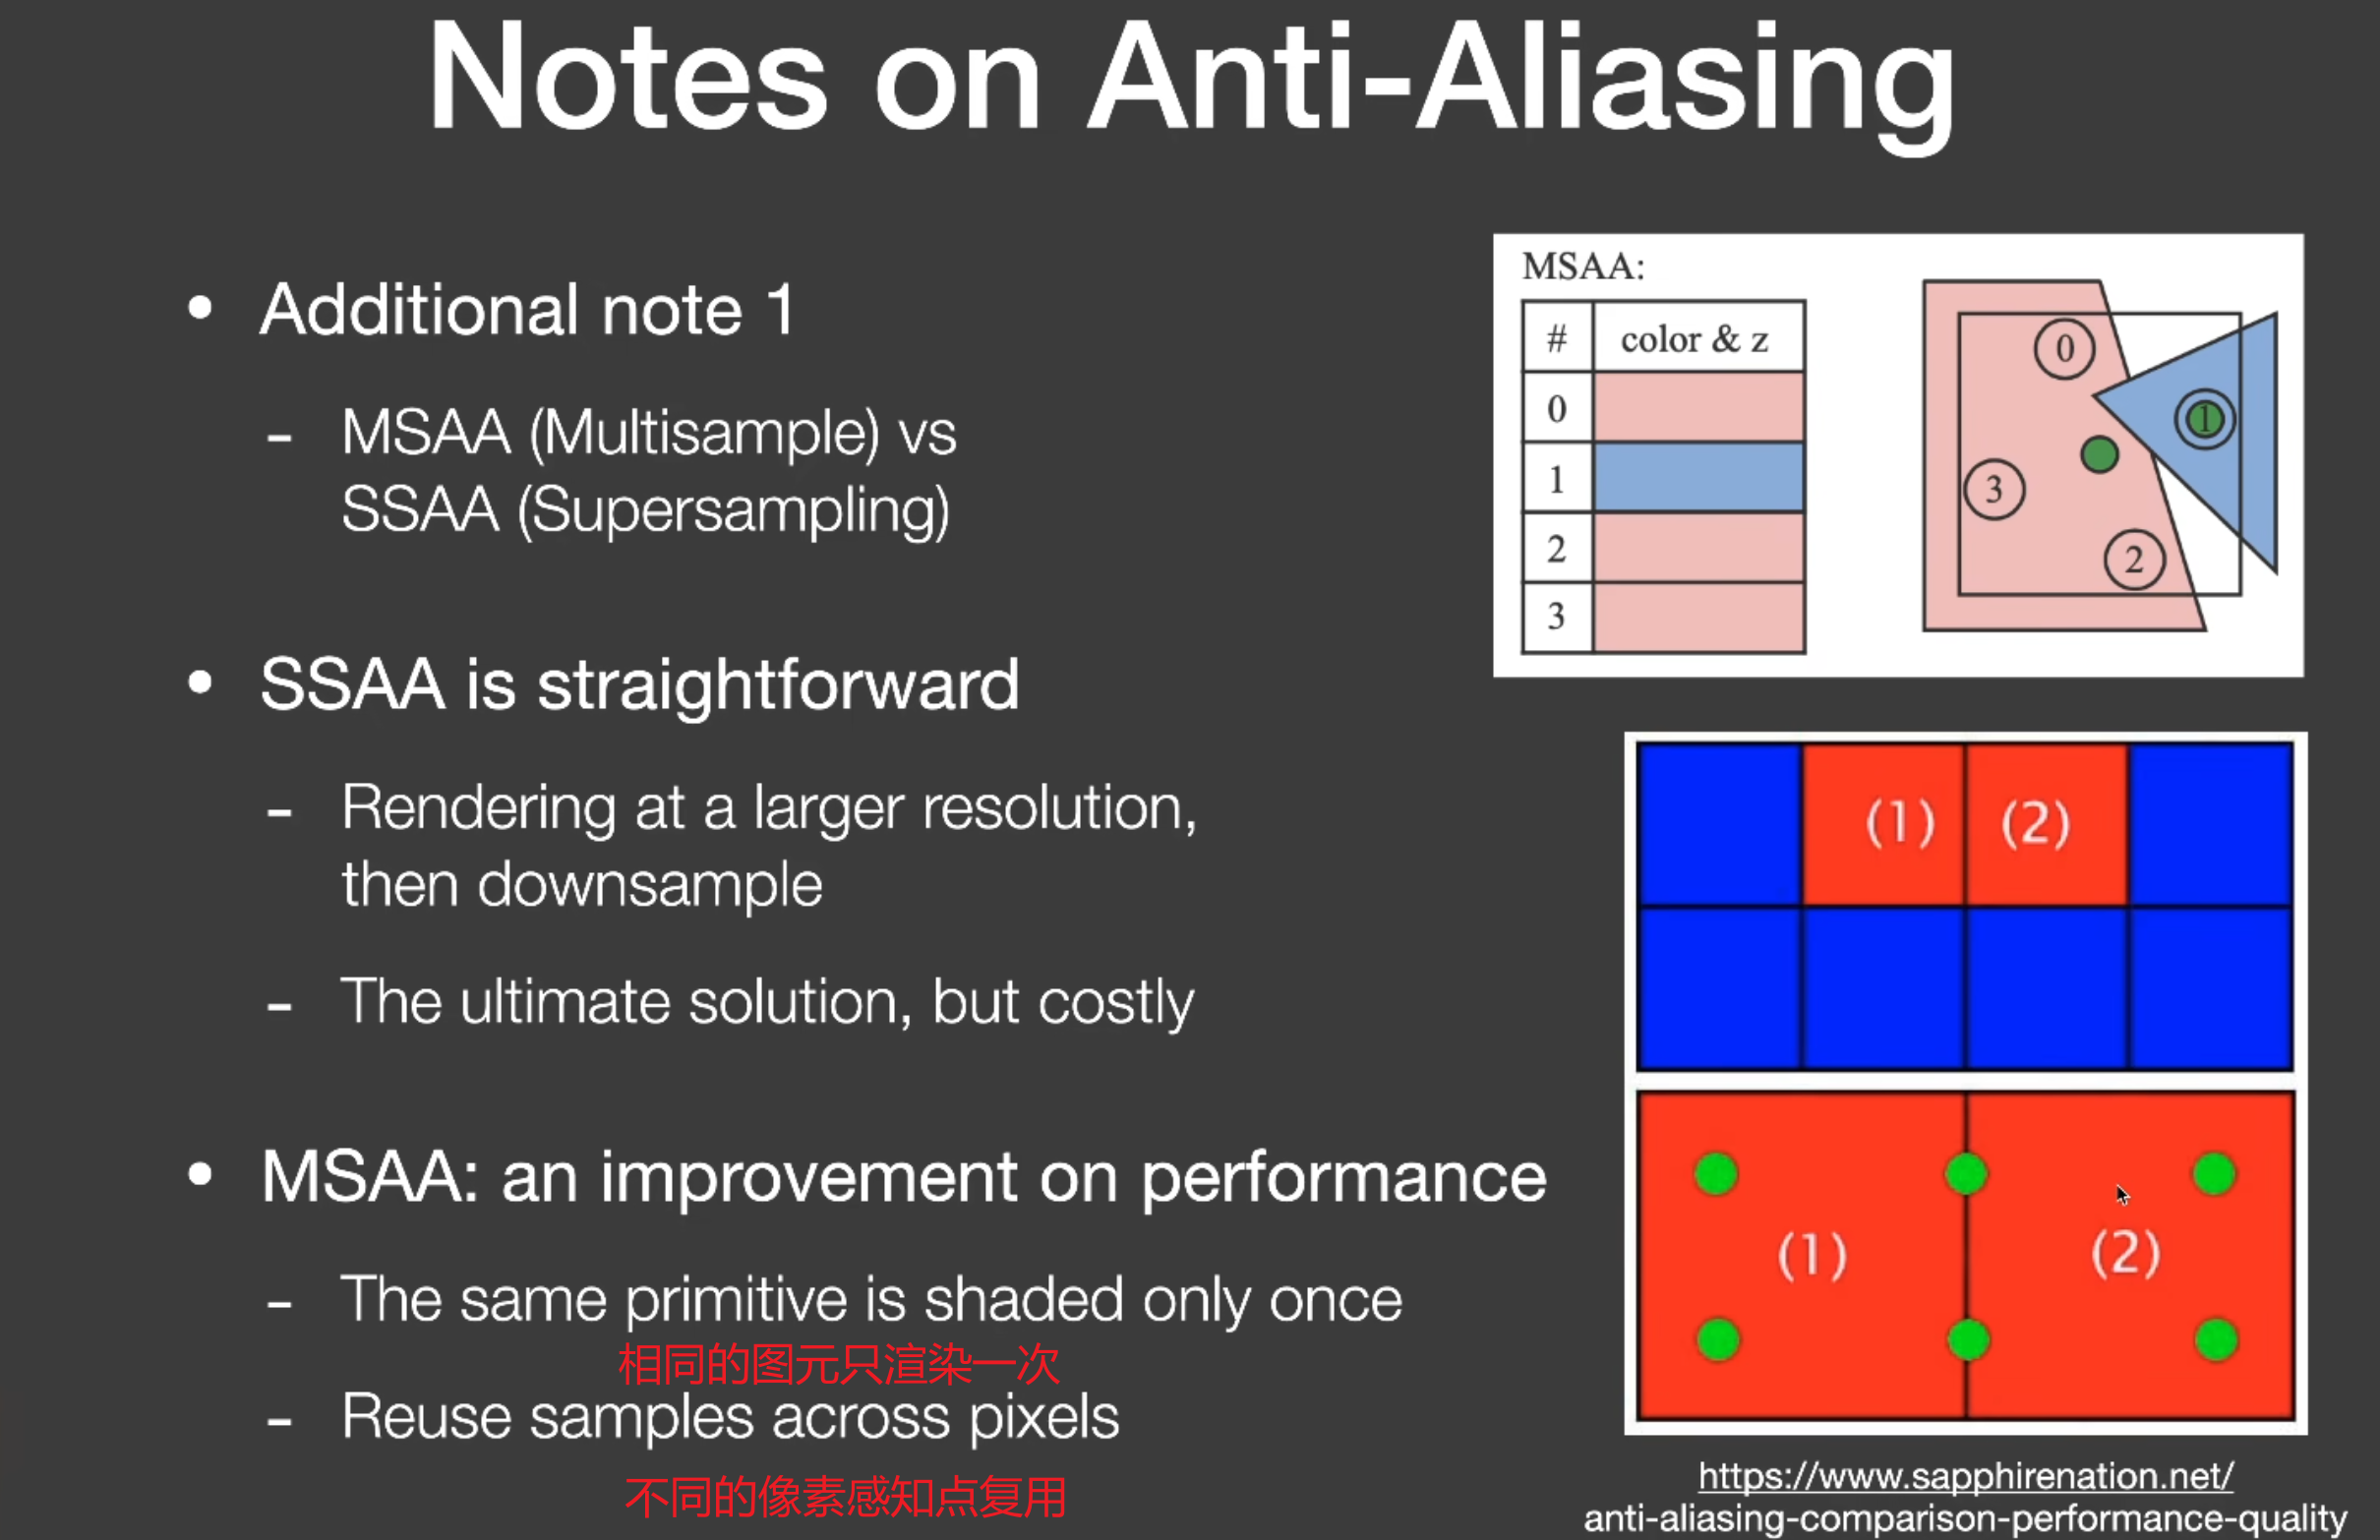 Notes on Anti-Aliasing
• Additional note 1
- MSAA (Multisample) vs
SSAA (Supersampling)
• SSAA is straightforward
- Rendering at a larger resolution,
then downsample
- The ultimate solution, but costly
• MSAA: an improvement on performance
- The same primitive is shaded only once
相同的图元只渲染一次
- Reuse samples across pixels
不同的像素感知点复用
MSAA:
# color & z
0
1
2
3
0
1
3
2
(1) (2)
(1) (2)
https://www.sapphirenation.net/
anti-aliasing-comparison-performance-quality